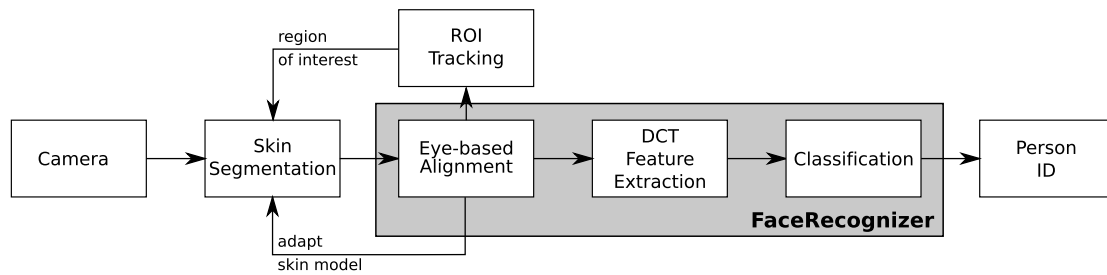 region
of interest
ROI
Tracking
Camera
Skin
Segmentation
Eye-based
Alignment
DCT
Feature
Extraction
Classification
Person
ID
FaceRecognizer
adapt
skin model